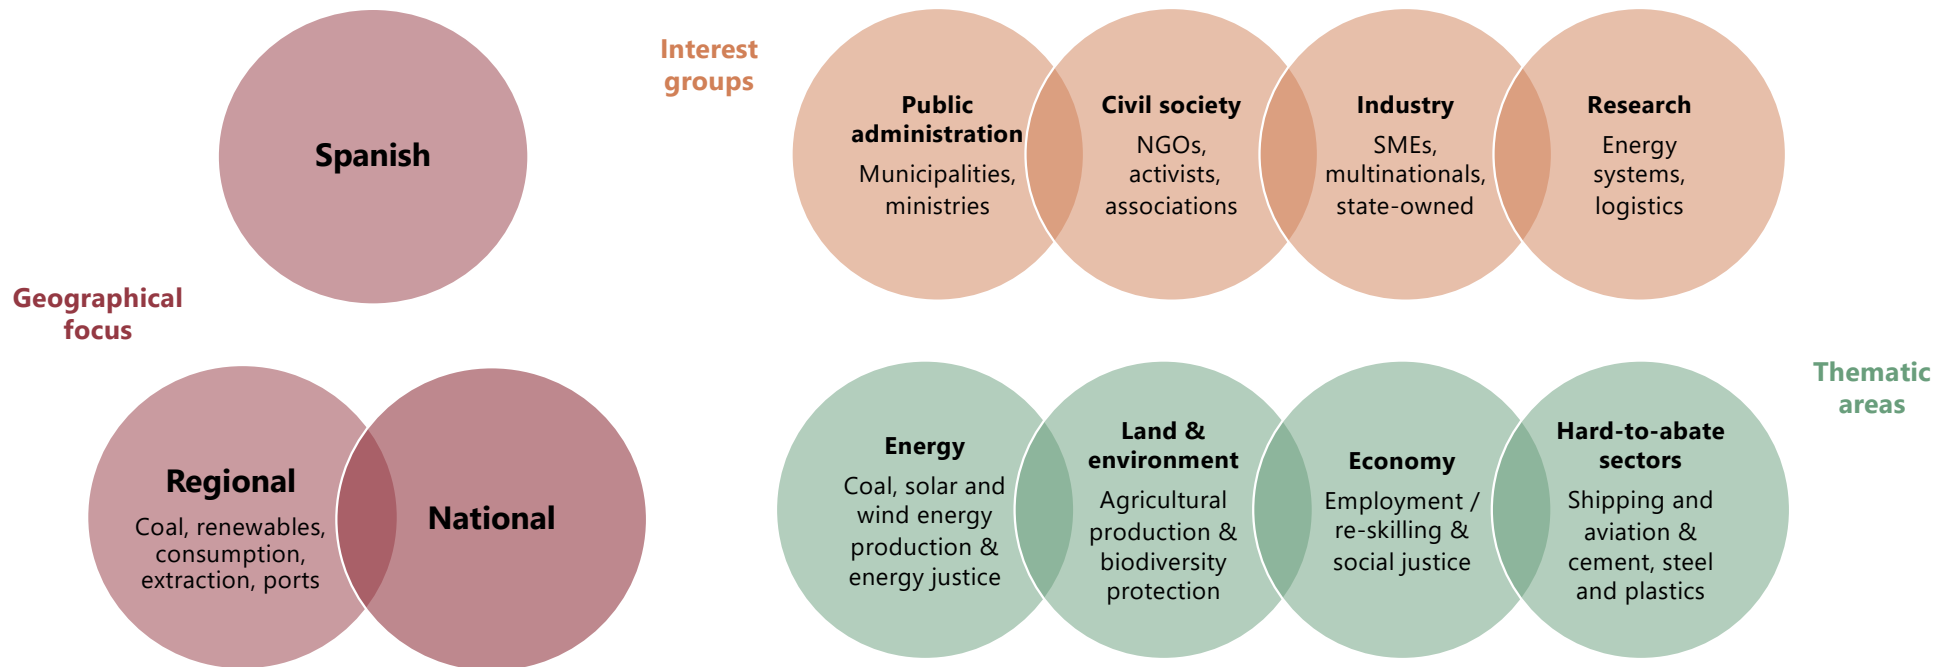 Geographical
focus
Spanish
Regional
Coal, renewables,
consumption,
extraction, ports
National
Interest
groups
Public
administration
Municipalities,
ministries
Civil society
NGOs,
activists,
associations
Industry
SMEs,
multinationals,
state-owned
Research
Energy
systems,
logistics
Thematic
areas
Energy
Coal, solar and
wind energy
production &
energy justice
Land &
environment
Agricultural
production &
biodiversity
protection
Economy
Employment /
re-skilling &
social justice
Hard-to-abate
sectors
Shipping and
aviation &
cement, steel
and plastics